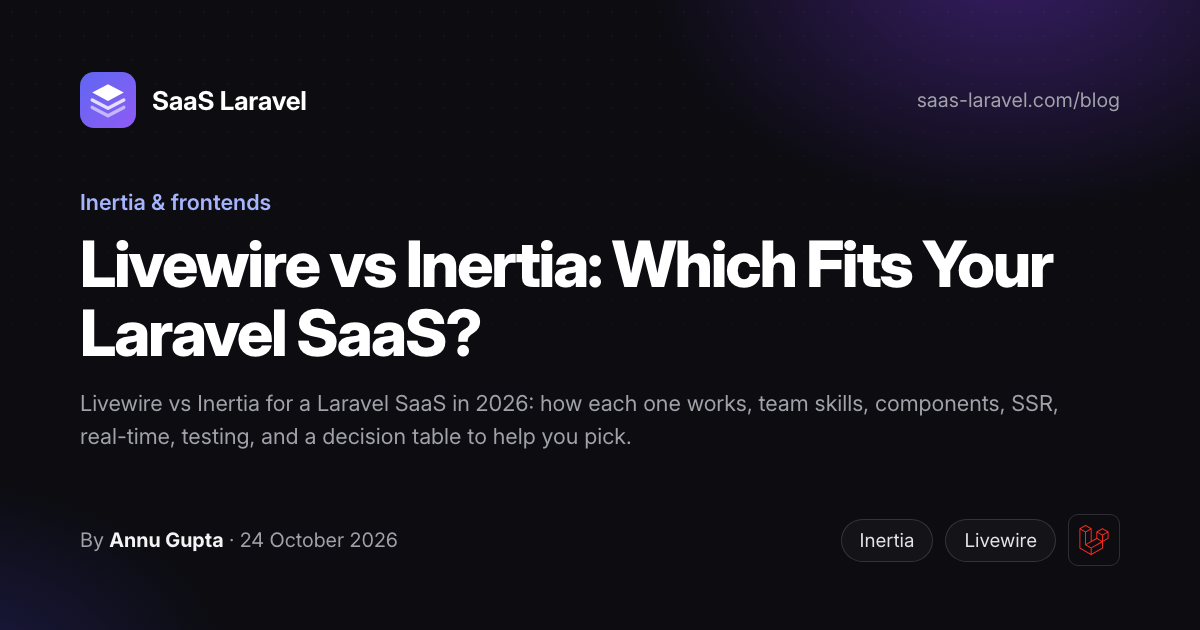 SaaS Laravel
saas-laravel.com/blog
Inertia & frontends
Livewire vs Inertia: Which Fits Your
Laravel SaaS?
Livewire vs Inertia for a Laravel SaaS in 2026: how each one works, team skills, components, SSR,
real-time, testing, and a decision table to help you pick.
By Annu Gupta · 24 October 2026
Inertia
Livewire